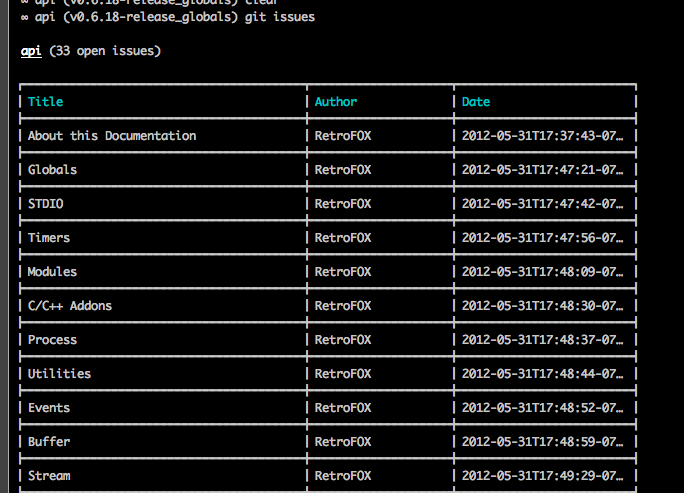 ∞ api (v0.6.18-release_globals) clear
∞ api (v0.6.18-release_globals) git issues
api (33 open issues)
Title Author Date
About this Documentation RetroFOX 2012-05-31T17:37:43-07…
Globals RetroFOX 2012-05-31T17:47:21-07…
STDIO RetroFOX 2012-05-31T17:47:42-07…
Timers RetroFOX 2012-05-31T17:47:56-07…
Modules RetroFOX 2012-05-31T17:48:09-07…
C/C++ Addons RetroFOX 2012-05-31T17:48:30-07…
Process RetroFOX 2012-05-31T17:48:37-07…
Utilities RetroFOX 2012-05-31T17:48:44-07…
Events RetroFOX 2012-05-31T17:48:52-07…
Buffer RetroFOX 2012-05-31T17:48:59-07…
Stream RetroFOX 2012-05-31T17:49:29-07…